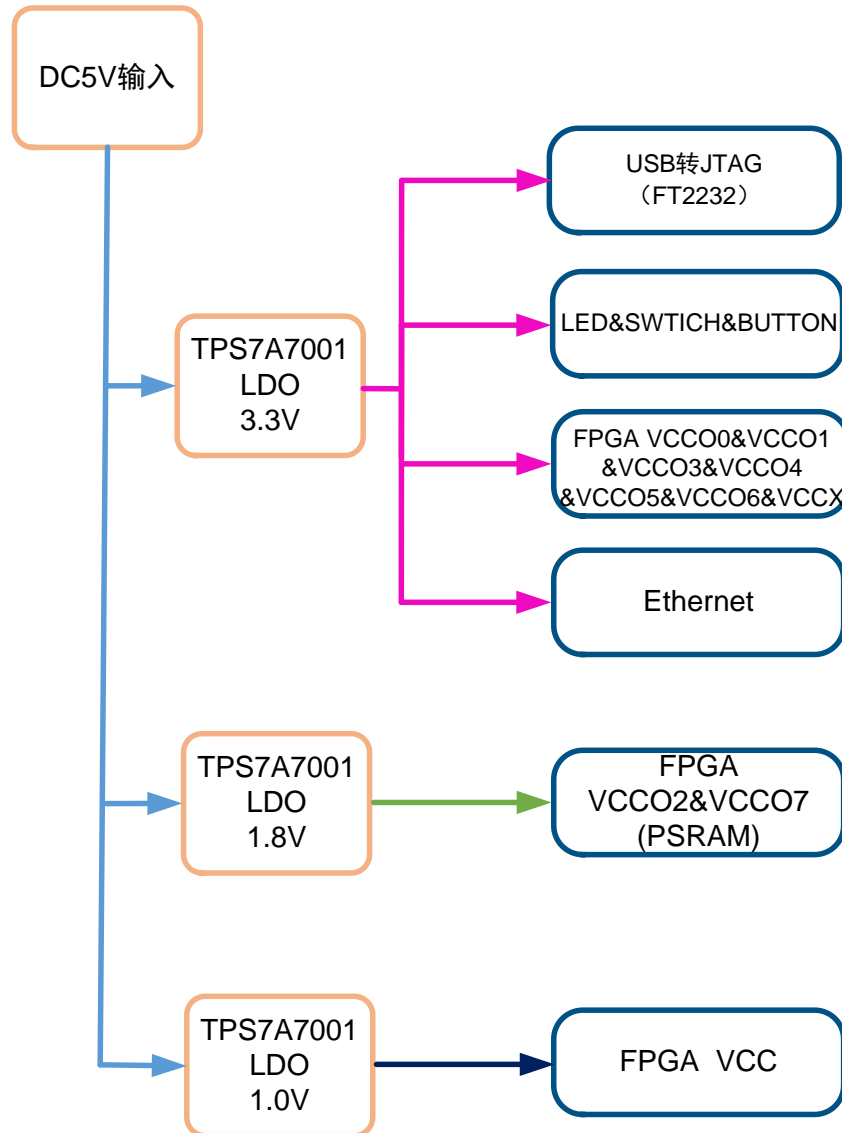 DC5V输入
USB转JTAG
（FT2232）
LED&SWTICH&BUTTON
TPS7A7001
LDO
3.3V
FPGA VCCO0&VCCO1
&VCCO3&VCCO4
&VCCO5&VCCO6&VCCX
Ethernet
TPS7A7001
LDO
1.8V
FPGA
VCCO2&VCCO7
(PSRAM)
TPS7A7001
LDO
1.0V
FPGA VCC